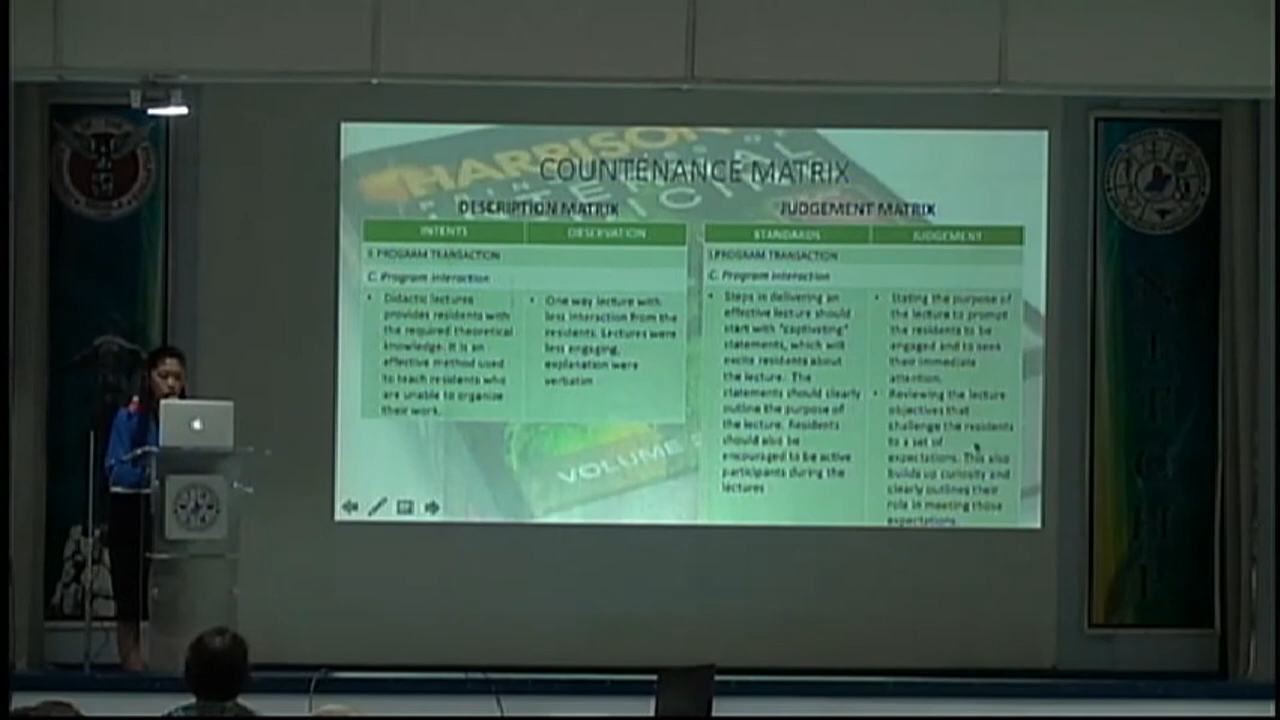 HARRISON
COUNTENANCE MATRIX
DESCRIPTION MATRIX
INTENTS
OBSERVATION
II. PROGRAM TRANSACTION
C. Program interaction
• Didactic lectures
provides residents with
the required theoretical
knowledge. It is an
effective method used
to teach residents who
are unable to organize
their work.
• One way lecture with
less interaction from the
residents. Lectures were
less engaging,
explanation were
verbatim
JUDGEMENT MATRIX
STANDARDS
JUDGEMENT
I.PROGRAM TRANSACTION
C. Program interaction
• Steps in delivering an
effective lecture should
start with "captivating"
statements, which will
excite residents about
the lecture. The
statements should clearly
outline the purpose of
the lecture. Residents
should also be
encouraged to be active
participants during the
lectures
• Stating the purpose of
the lecture to prompt
the residents to be
engaged and to seek
their immediate
attention.
• Reviewing the lecture
objectives that
challenge the residents
to a set of
expectations. This also
builds up curiosity and
clearly outlines their
role in meeting those
expectations.
VOLUME